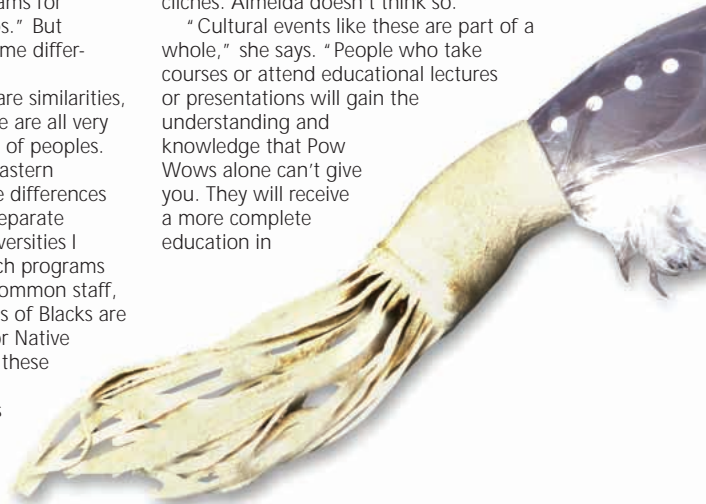 ams for
os." But
me differ-
are similarities,
e are all very
of peoples.
astern
e differences
eparate
versities I
ch programs
ommon staff,
s of Blacks are
or Native
these
s
clichés. Almeida doesn't think so.
"Cultural events like these are part of a
whole," she says. "People who take
courses or attend educational lectures
or presentations will gain the
understanding and
knowledge that Pow
Wows alone can't give
you. They will receive
a more complete
education in